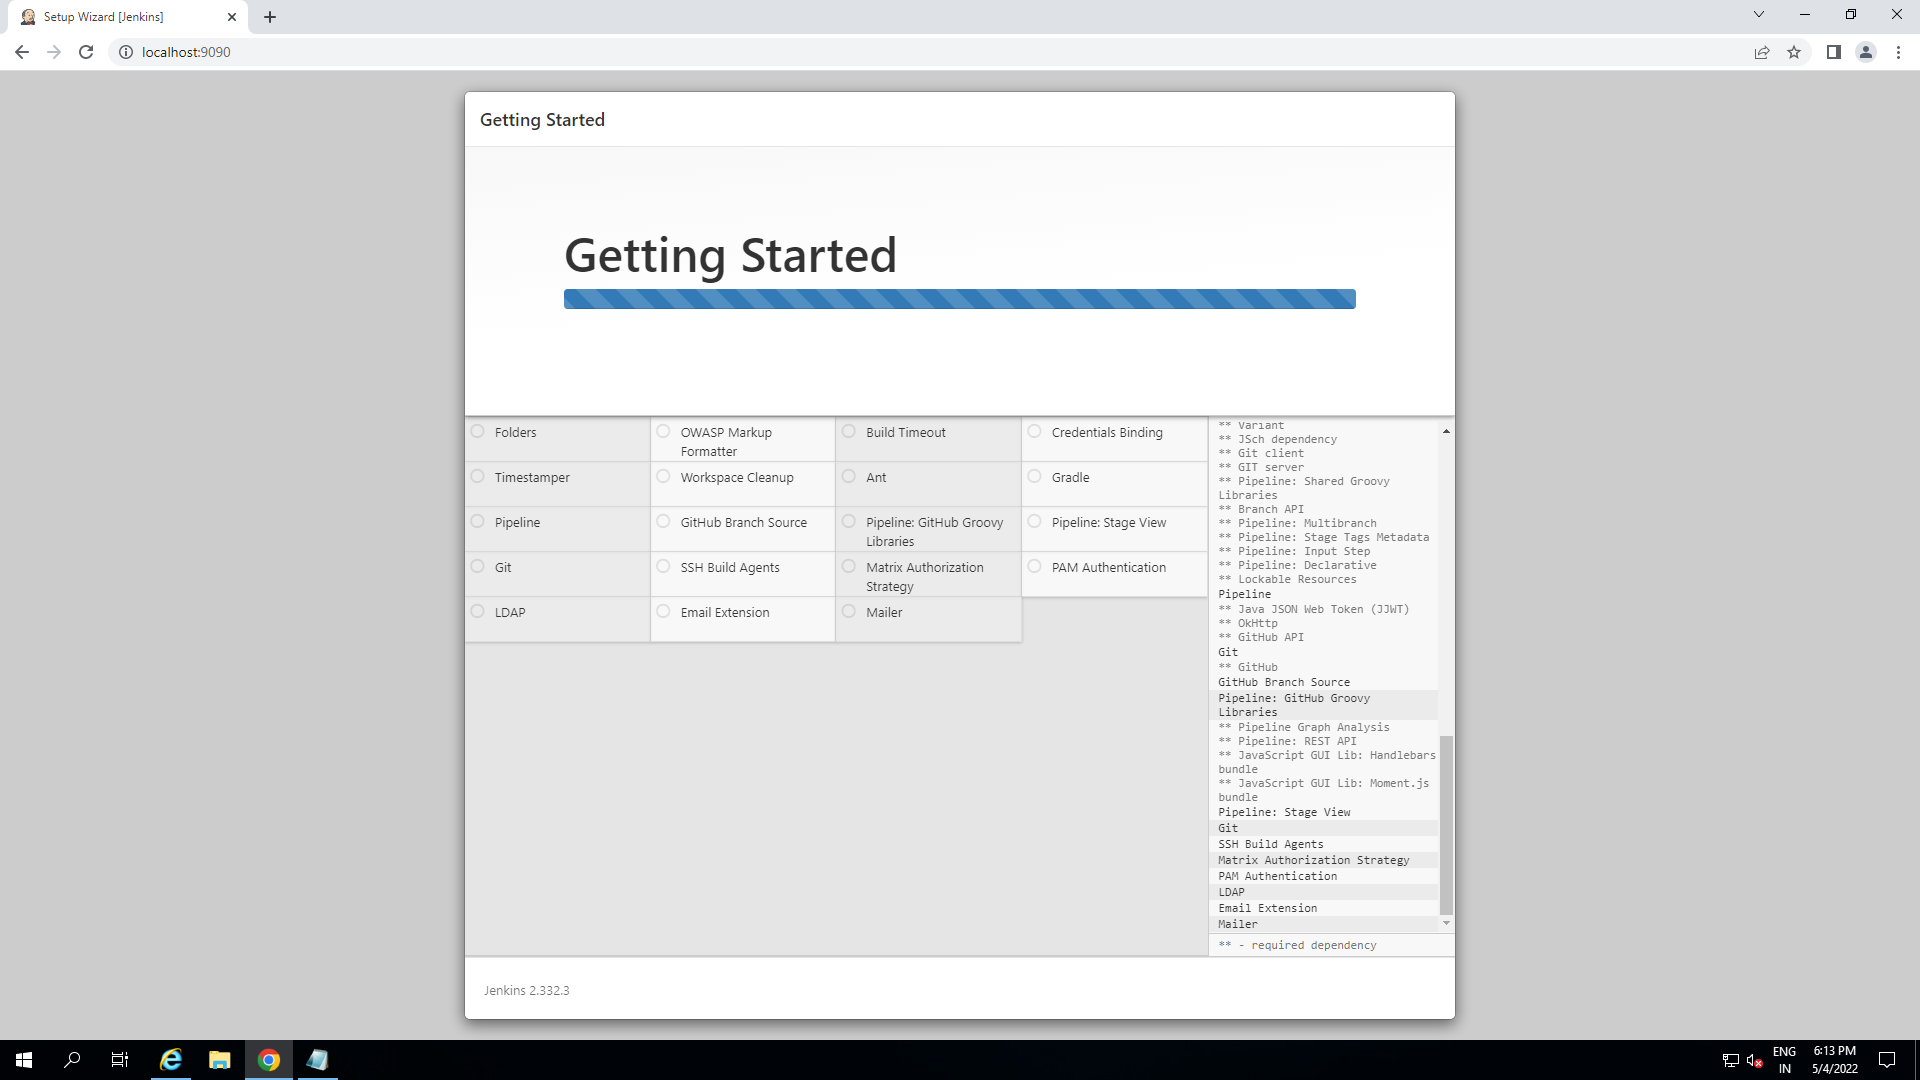 Setup Wizard [Jenkins]
localhost:9090
Getting Started
Getting Started
Folders
OWASP Markup
Formatter
Build Timeout
Credentials Binding
Timestamper
Workspace Cleanup
Ant
Gradle
Pipeline
GitHub Branch Source
Pipeline: GitHub Groovy
Libraries
Pipeline: Stage View
Git
SSH Build Agents
Matrix Authorization
Strategy
PAM Authentication
LDAP
Email Extension
Mailer
** Variant
** JSch dependency
** Git client
** GIT server
** Pipeline: Shared Groovy
Libraries
** Branch API
** Pipeline: Multibranch
** Pipeline: Stage Tags Metadata
** Pipeline: Input Step
** Pipeline: Declarative
** Lockable Resources
Pipeline
** Java JSON Web Token (JJWT)
** OkHttp
** GitHub API
Git
** GitHub
GitHub Branch Source
Pipeline: GitHub Groovy
Libraries
** Pipeline Graph Analysis
** Pipeline: REST API
** JavaScript GUI Lib: Handlebars
bundle
** JavaScript GUI Lib: Moment.js
bundle
Pipeline: Stage View
Git
SSH Build Agents
Matrix Authorization Strategy
PAM Authentication
LDAP
Email Extension
Mailer
** - required dependency
Jenkins 2.332.3
ENG
IN
6:13 PM
5/4/2022